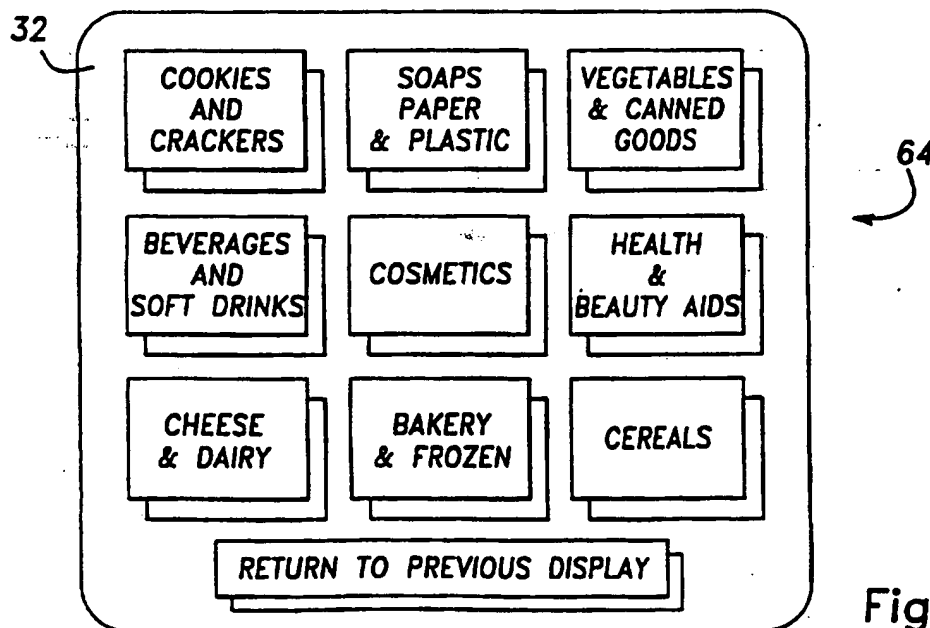 32
COOKIES
AND
CRACKERS
SOAPS
PAPER
& PLASTIC
VEGETABLES
& CANNED
GOODS
64
BEVERAGES
AND
SOFT DRINKS
COSMETICS
HEALTH
&
BEAUTY AIDS
CHEESE
& DAIRY
BAKERY
& FROZEN
CEREALS
RETURN TO PREVIOUS DISPLAY
Fig